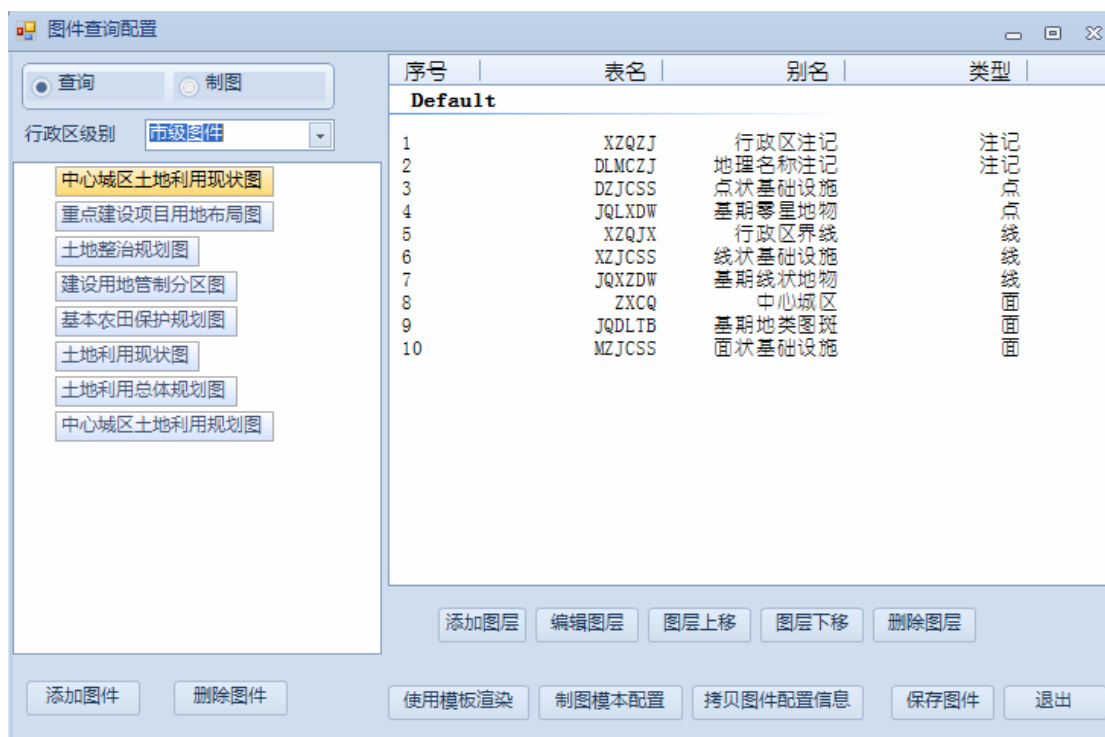 图件查询配置
查询 制图
行政区级别 市级图件
中心城区土地利用现状图
重点建设项目用地布局图
土地整治规划图
建设用地管制分区图
基本农田保护规划图
土地利用现状图
土地利用总体规划图
中心城区土地利用规划图
添加图件 删除图件
序号 表名 别名 类型
Default
1 XZQZJ 行政区注记 注记
2 DLMCZJ 地理名称注记 注记
3 DZJCSS 点状基础设施 点
4 JQLXDW 基期零星地物 点
5 XZQJX 行政区界线 线
6 XZJCSS 线状基础设施 线
7 JQXZDW 基期线状地物 线
8 ZXCQ 中心城区 面
9 JQDLTB 基期地类图斑 面
10 MZJCSS 面状基础设施 面
添加图层 编辑图层 图层上移 图层下移 删除图层
使用模板渲染 制图模本配置 拷贝图件配置信息 保存图件 退出